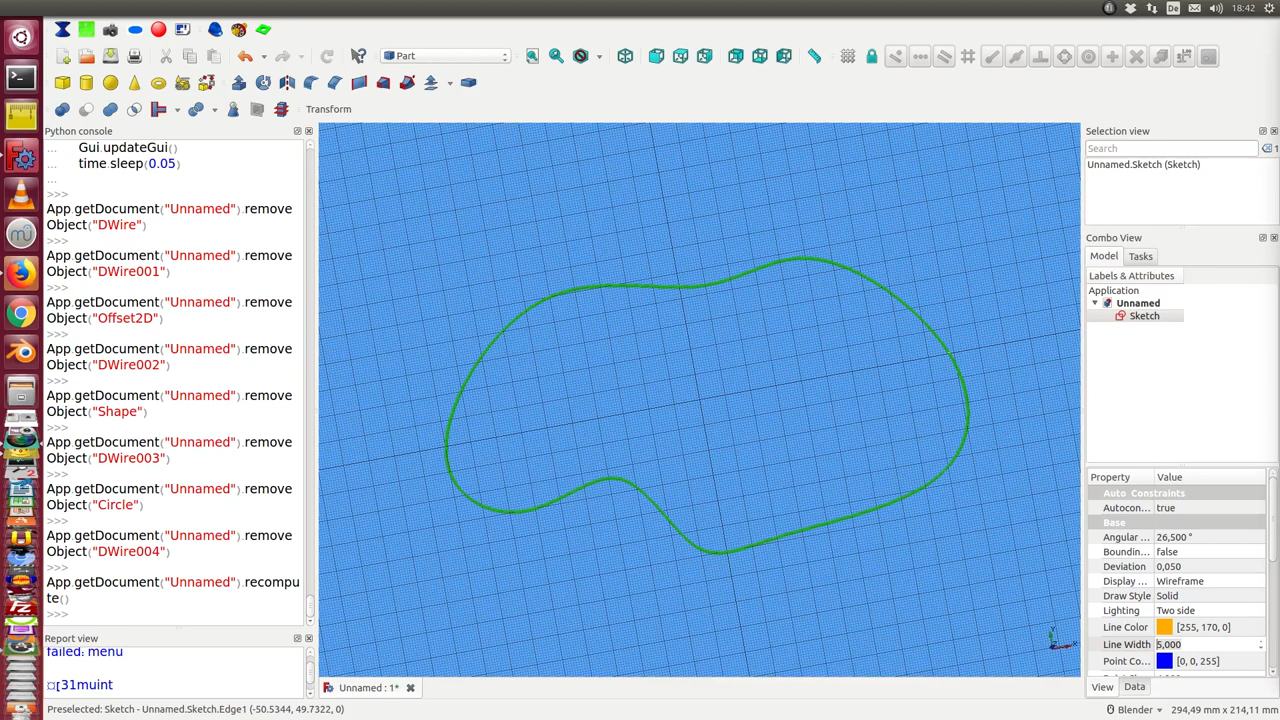 De
18:42
Part
Transform
Python console
... Gui.updateGui()
... time.sleep(0.05)
...
>>>
App.getDocument("Unnamed").remove
Object("DWire")
>>>
App.getDocument("Unnamed").remove
Object("DWire001")
>>>
App.getDocument("Unnamed").remove
Object("Offset2D")
>>>
App.getDocument("Unnamed").remove
Object("DWire002")
>>>
App.getDocument("Unnamed").remove
Object("Shape")
>>>
App.getDocument("Unnamed").remove
Object("DWire003")
>>>
App.getDocument("Unnamed").remove
Object("Circle")
>>>
App.getDocument("Unnamed").remove
Object("DWire004")
>>>
App.getDocument("Unnamed").recompu
te()
>>>
Report view
failed: menu
¤[31muint
Unnamed : 1*
Selection view
Search
1
Unnamed.Sketch (Sketch)
Combo View
Model Tasks
Labels & Attributes
Application
Unnamed
Sketch
Property Value
Auto Constraints
Autocon... true
Base
Angular ... 26,500 °
Boundin... false
Deviation 0,050
Display ... Wireframe
Draw Style Solid
Lighting Two side
Line Color [255, 170, 0]
Line Width 5,000
Point Co... [0, 0, 255]
View Data
Preselected: Sketch - Unnamed.Sketch.Edge1 (-50.5344, 49.7322, 0)
Blender
294,49 mm x 214,11 mm